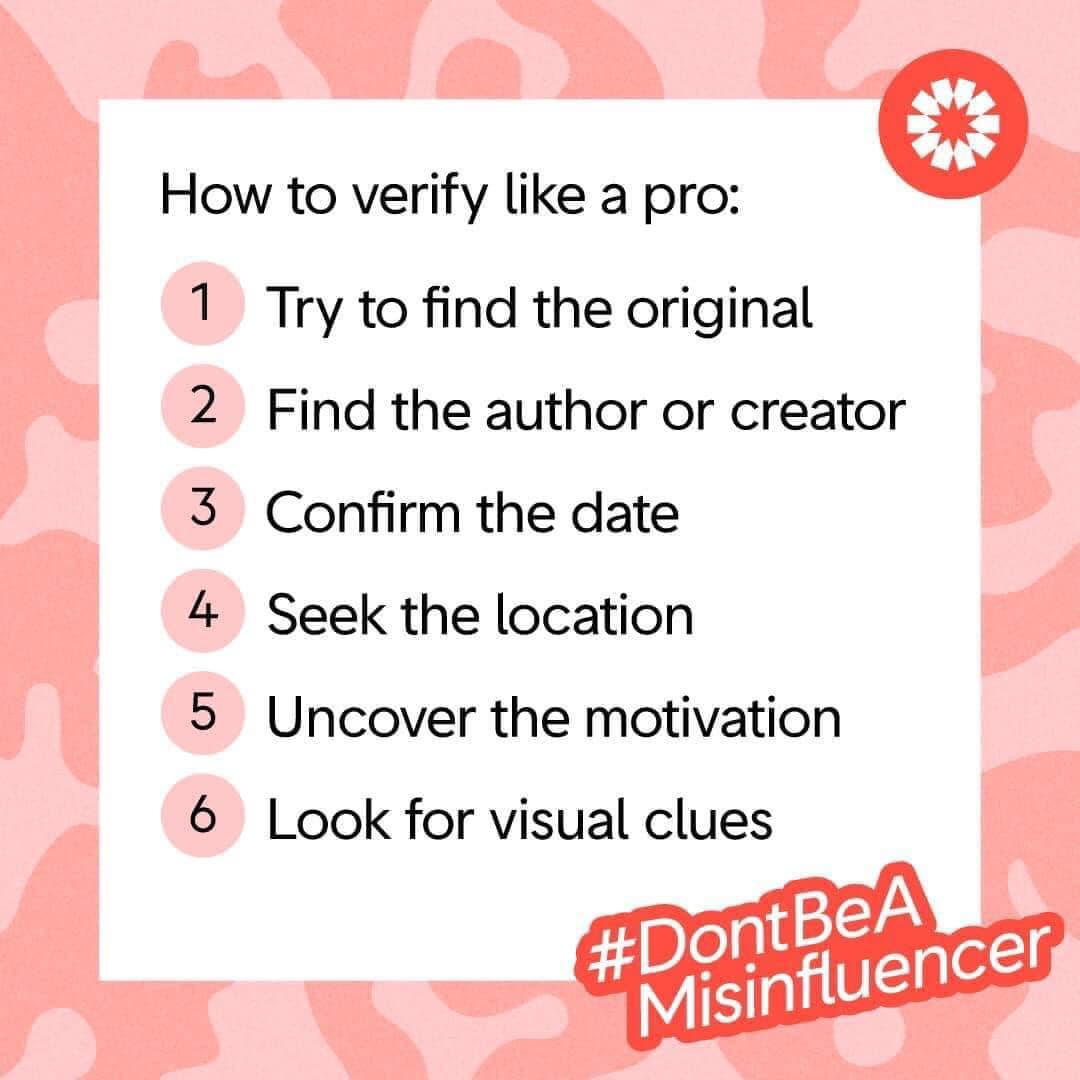 How to verify like a pro:
1 Try to find the original
2 Find the author or creator
3 Confirm the date
4 Seek the location
5 Uncover the motivation
6 Look for visual clues
#DontBeA
Misinfluencer